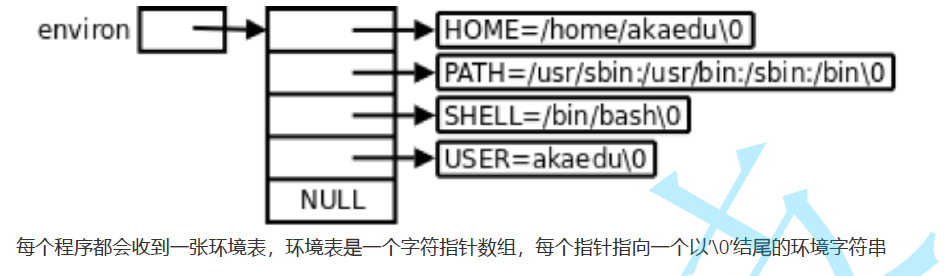 environ
HOME=/home/akaedu\0
PATH=/usr/sbin:/usr/bin:/sbin:/bin\0
SHELL=/bin/bash\0
USER=akaedu\0
NULL
每个程序都会收到一张环境表，环境表是一个字符指针数组，每个指针指向一个以’\0’结尾的环境字符串